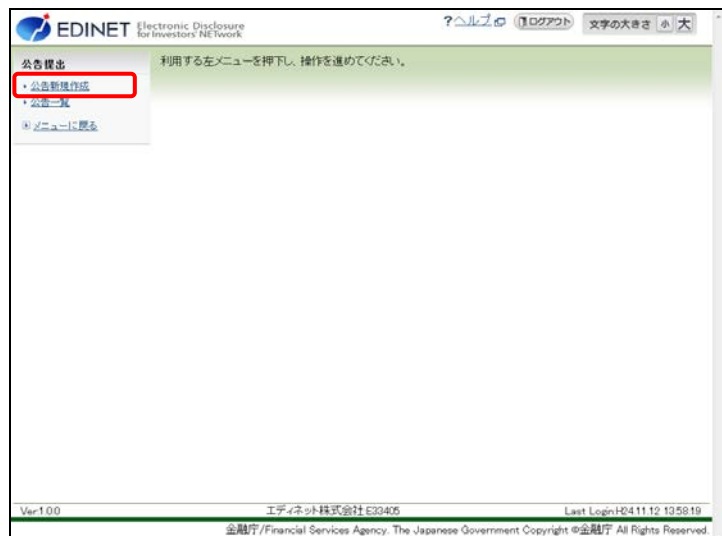 EDINET Electronic Disclosure for Investors' NETwork
?ヘルプ ログアウト 文字の大きさ 小 大
公告提出
利用する左メニューを押下し、操作を進めてください。
公告新規作成
公告一覧
メニューに戻る
Ver.1.0.0 エディネット株式会社 E33405 Last Login:H24.11.12 13:58:19
金融庁/Financial Services Agency. The Japanese Government Copyright ©金融庁 All Rights Reserved.